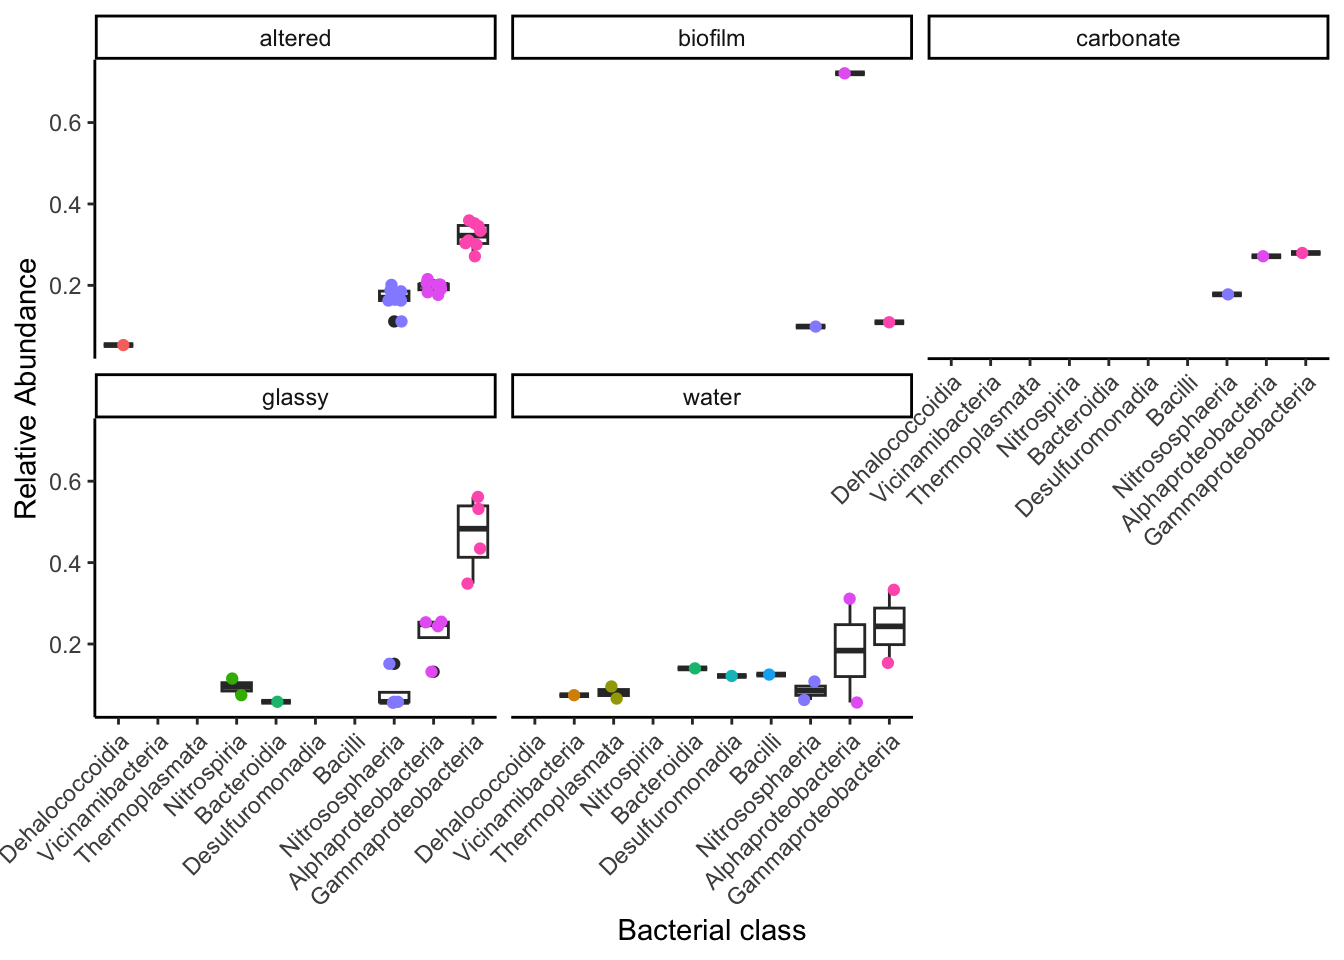 altered
biofilm
carbonate
0.6
0.4
0.2
Relative Abundance
Dehalococcoidia
Vicinamibacteria
Thermoplasmata
Nitrospiria
Bacteroidia
Desulfuromonadia
Bacilli
Nitrososphaeria
Alphaproteobacteria
Gammaproteobacteria
glassy
water
0.6
0.4
0.2
Dehalococcoidia
Vicinamibacteria
Thermoplasmata
Nitrospiria
Bacteroidia
Desulfuromonadia
Bacilli
Nitrososphaeria
Alphaproteobacteria
Gammaproteobacteria
Dehalococcoidia
Vicinamibacteria
Thermoplasmata
Nitrospiria
Bacteroidia
Desulfuromonadia
Bacilli
Nitrososphaeria
Alphaproteobacteria
Gammaproteobacteria
Bacterial class